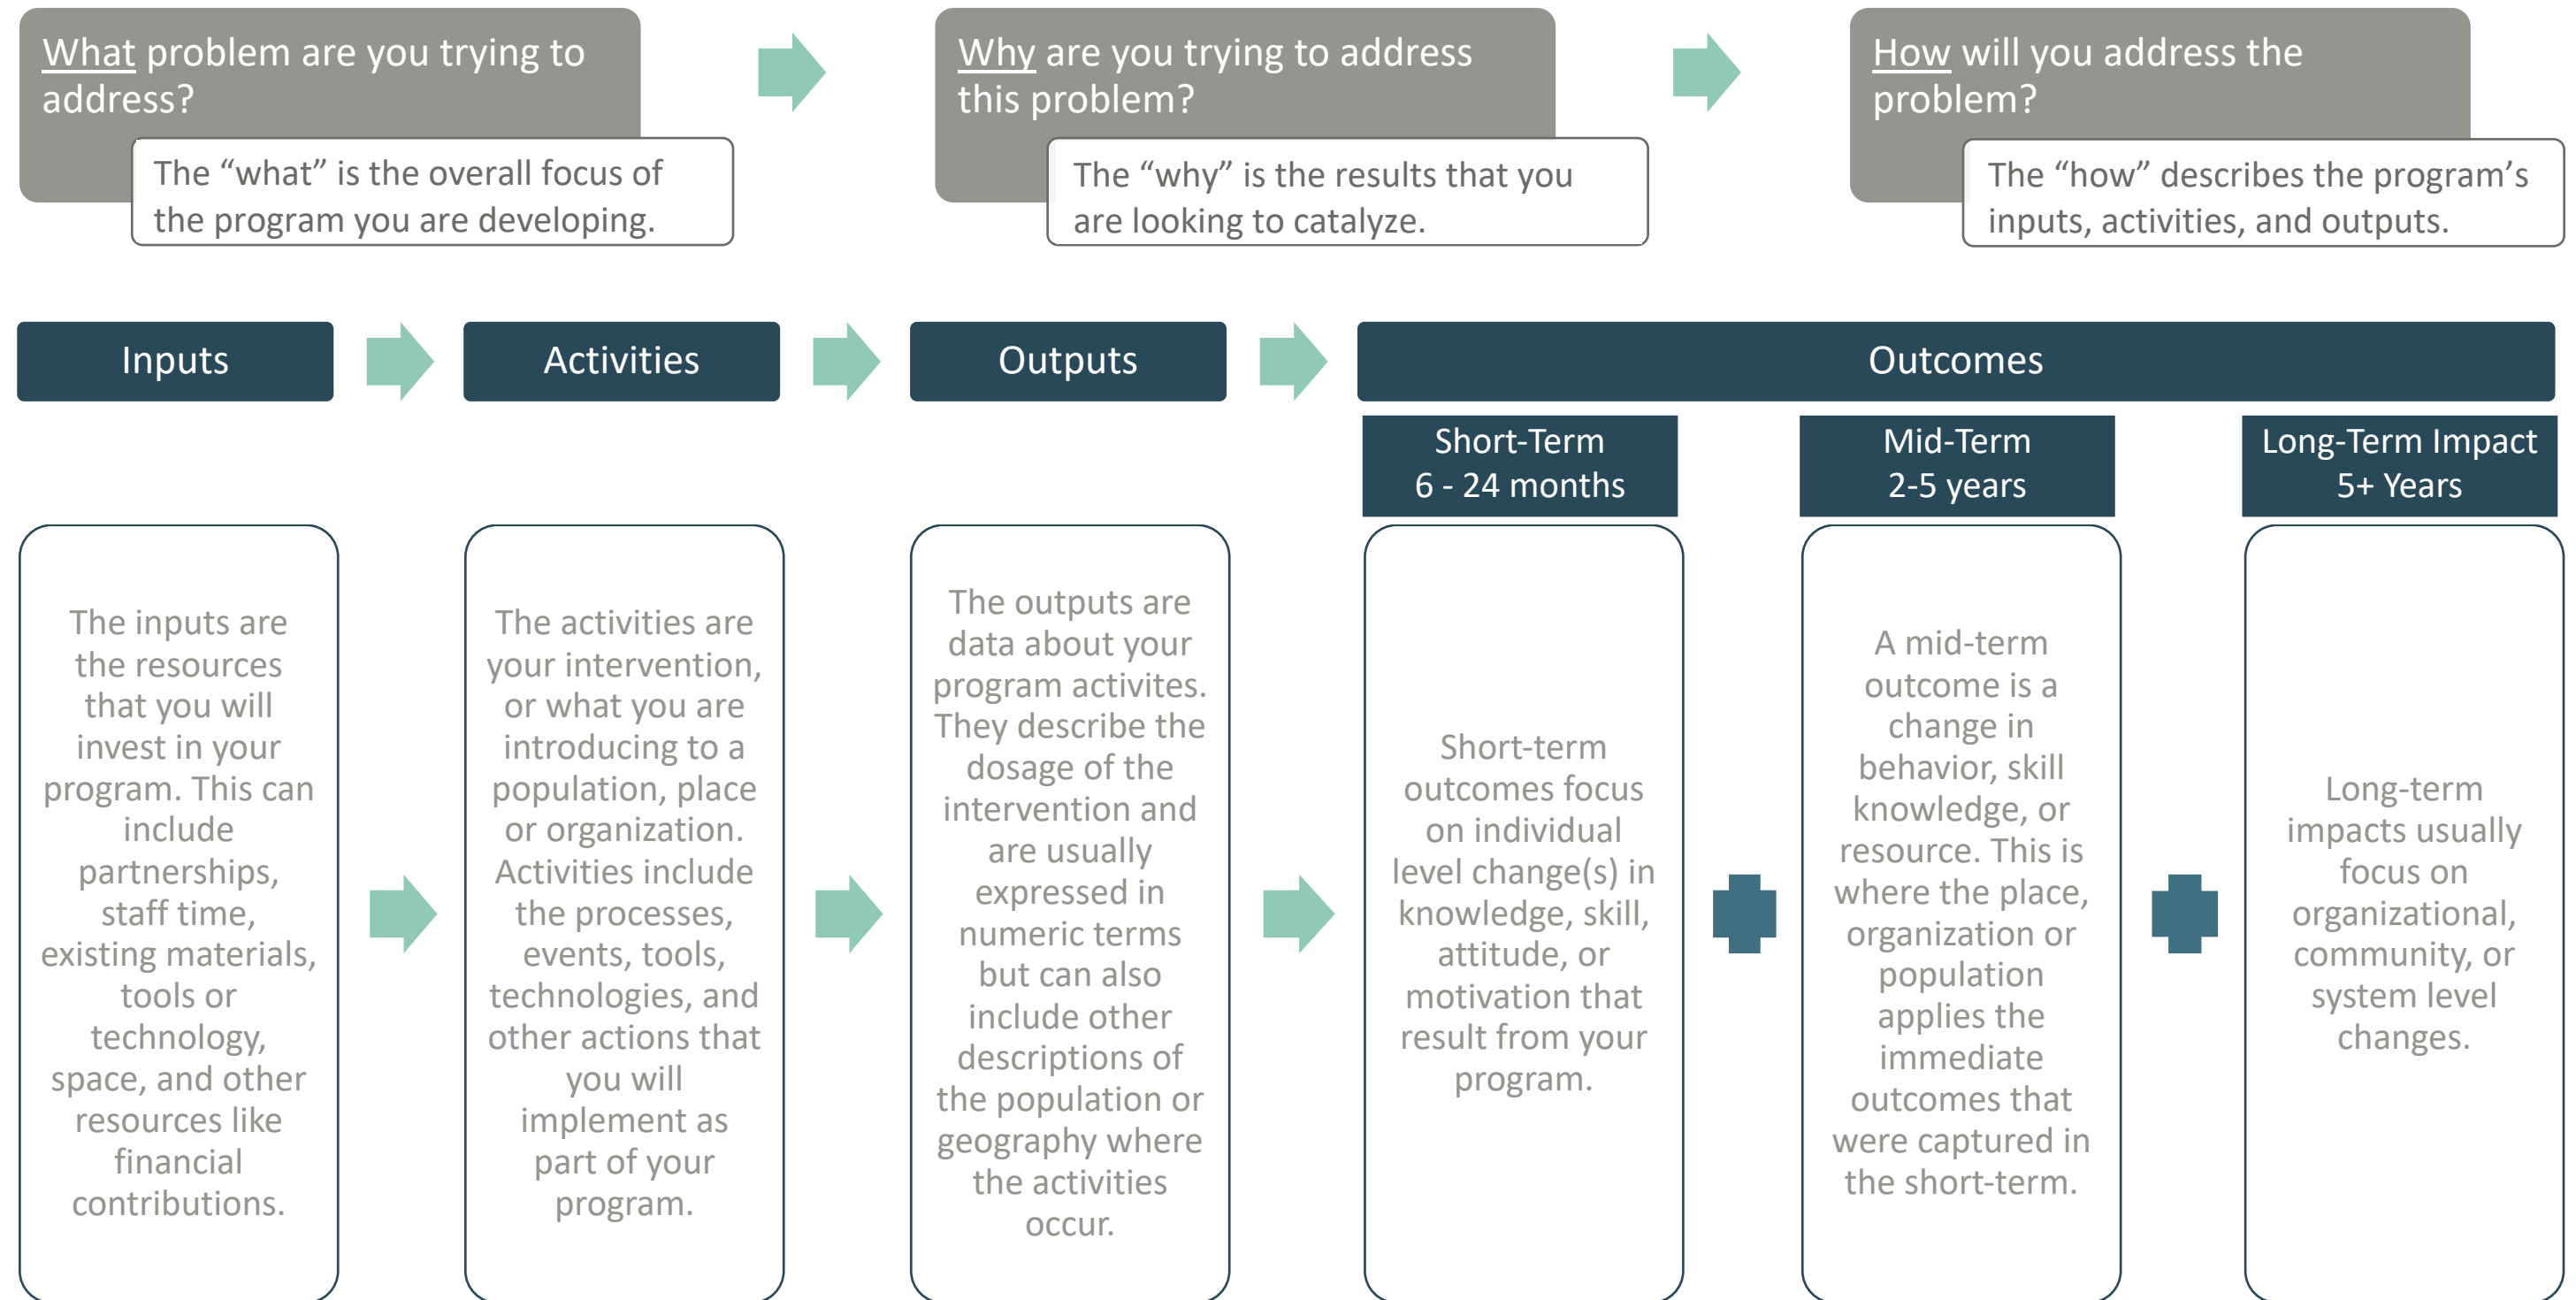 What problem are you trying to
address?
The “what” is the overall focus of
the program you are developing.
Why are you trying to address
this problem?
The “why” is the results that you
are looking to catalyze.
How will you address the
problem?
The “how” describes the program’s
inputs, activities, and outputs.
Inputs
Activities
Outputs
Outcomes
Short-Term
6 - 24 months
Mid-Term
2-5 years
Long-Term Impact
5+ Years
The inputs are
the resources
that you will
invest in your
program. This can
include
partnerships,
staff time,
existing materials,
tools or
technology,
space, and other
resources like
financial
contributions.
The activities are
your intervention,
or what you are
introducing to a
population, place
or organization.
Activities include
the processes,
events, tools,
technologies, and
other actions that
you will
implement as
part of your
program.
The outputs are
data about your
program activites.
They describe the
dosage of the
intervention and
are usually
expressed in
numeric terms
but can also
include other
descriptions of
the population or
geography where
the activities
occur.
Short-term
outcomes focus
on individual
level change(s) in
knowledge, skill,
attitude, or
motivation that
result from your
program.
A mid-term
outcome is a
change in
behavior, skill
knowledge, or
resource. This is
where the place,
organization or
population
applies the
immediate
outcomes that
were captured in
the short-term.
Long-term
impacts usually
focus on
organizational,
community, or
system level
changes.